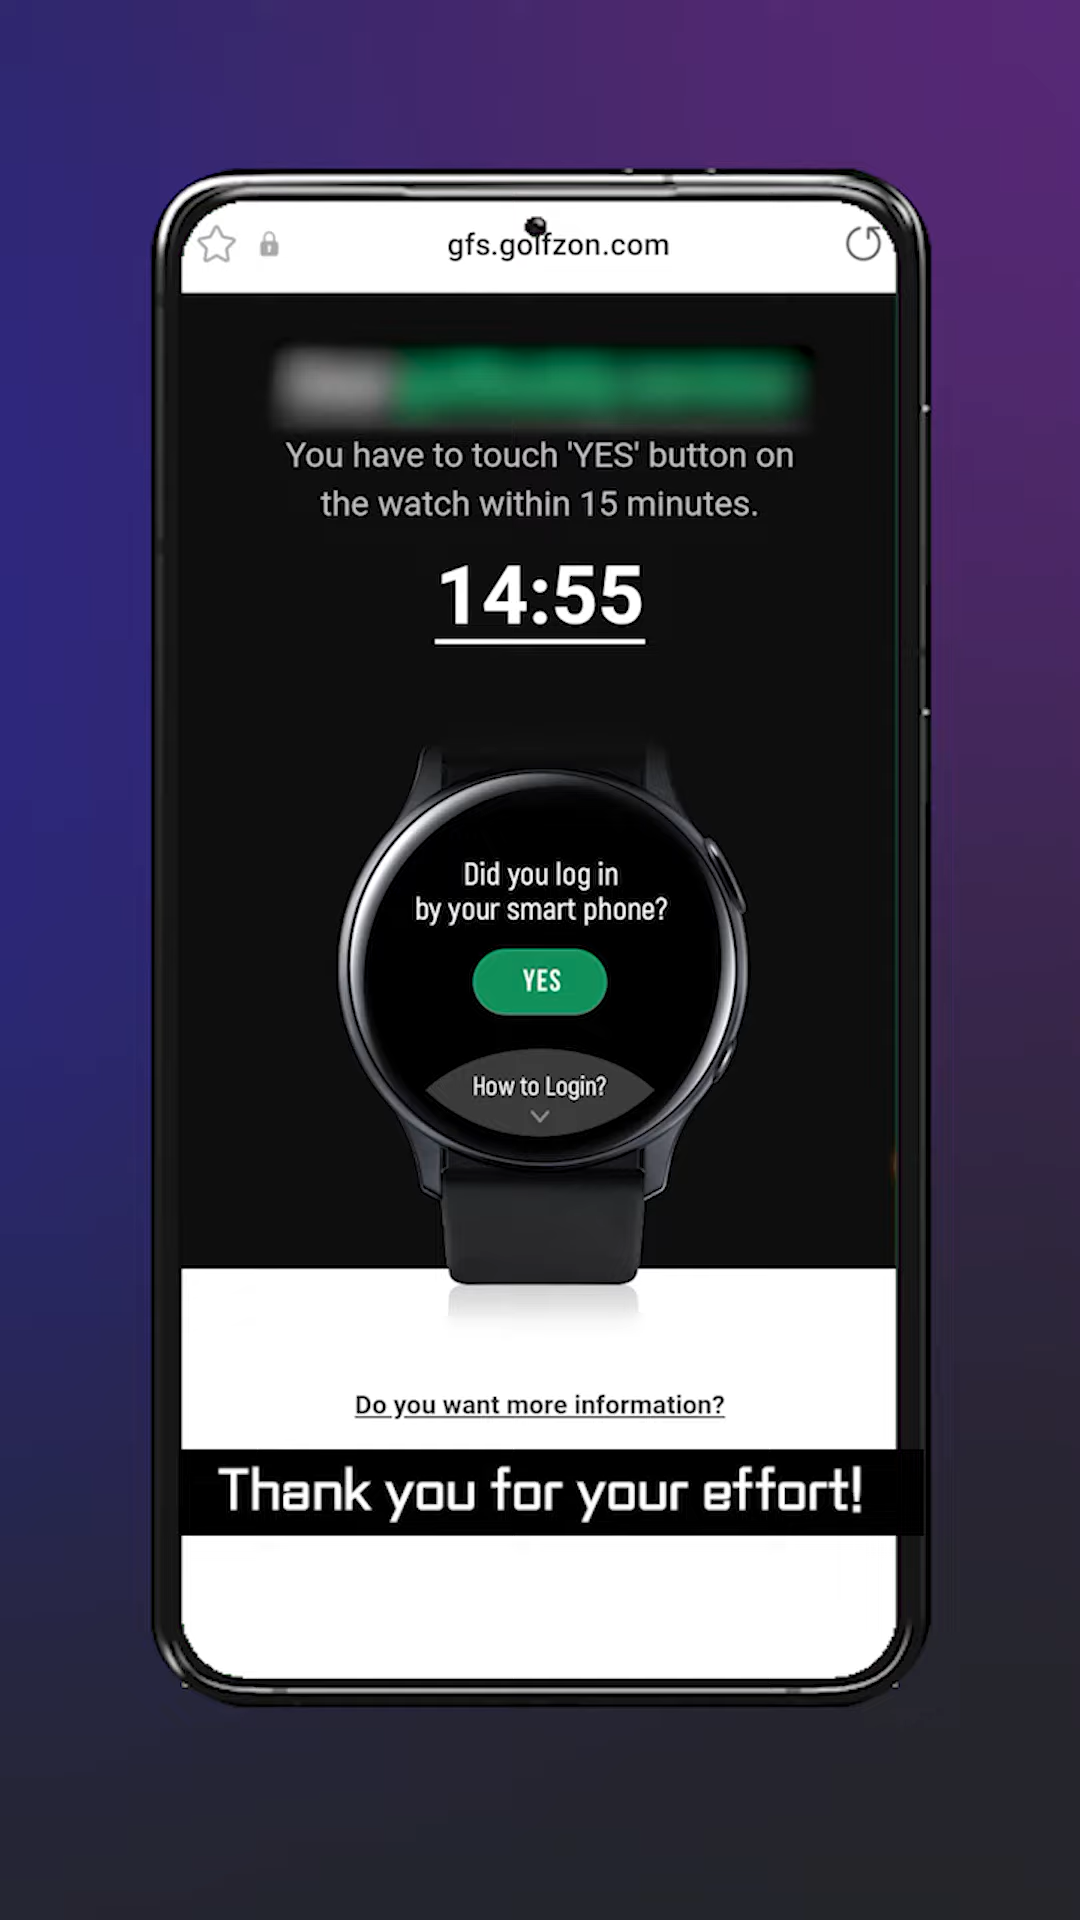 gfs.golfzon.com
You have to touch 'YES' button on
the watch within 15 minutes.
14:55
Did you log in
by your smart phone?
YES
How to Login?
Do you want more information?
Thank you for your effort!